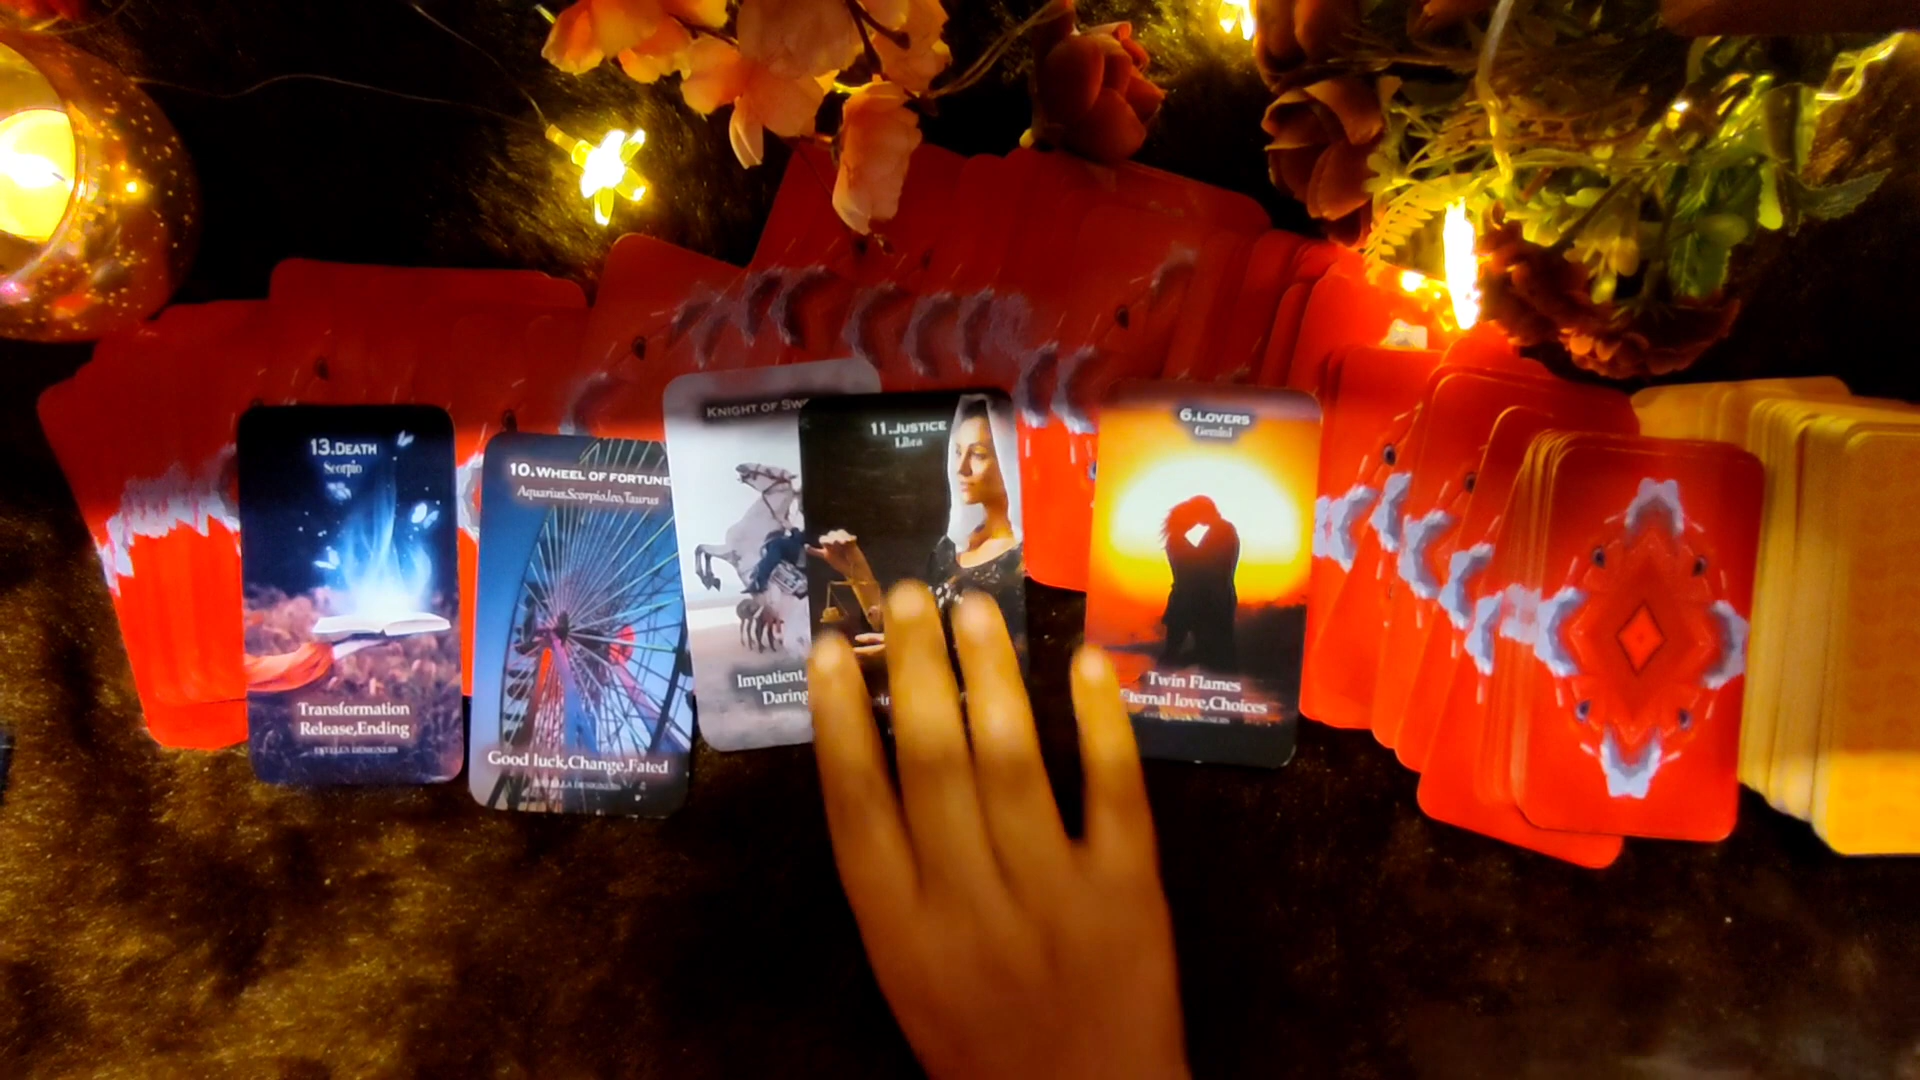 13.DEATH
Scorpio
Transformation
Release,Ending
10.WHEEL OF FORTUNE
Aquarius,Scorpio,leo,Taurus
Good luck,Change,Fated
KNIGHT OF SW
Impatient,
Daring
11.JUSTICE
Libra
6.LOVERS
Gemini
Twin Flames
Eternal love,Choices